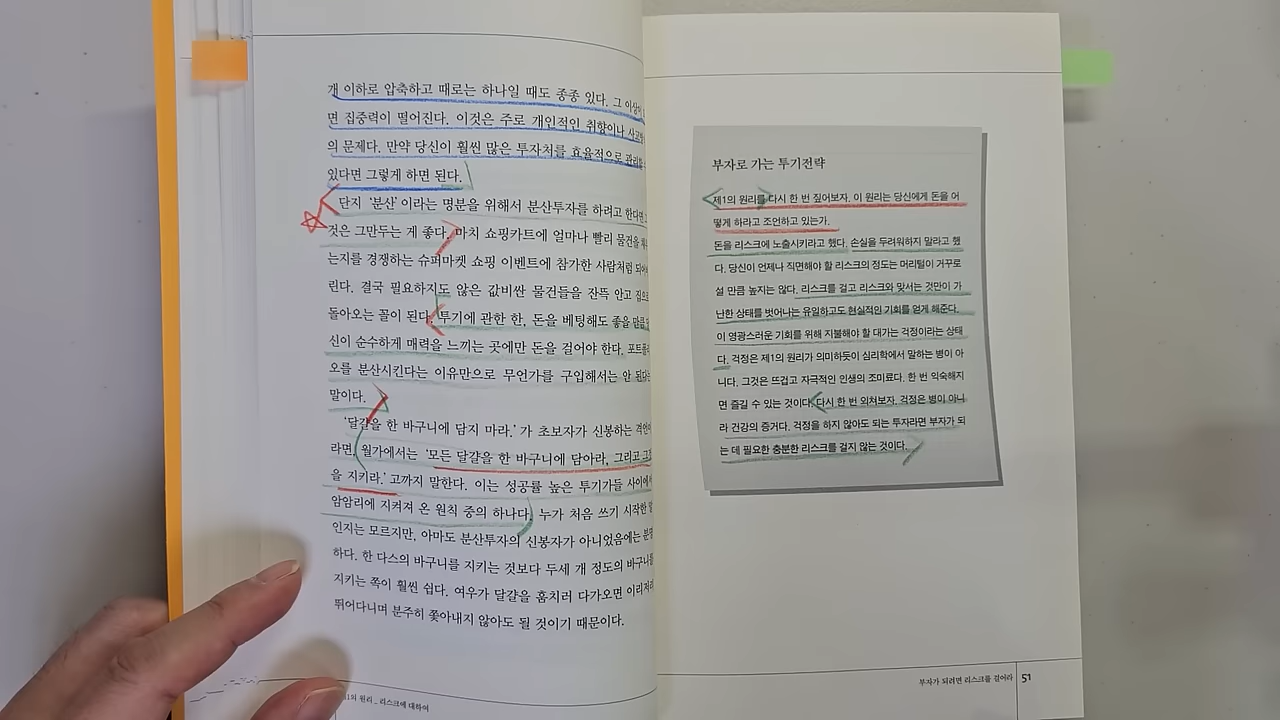 개 이하로 압축하고 때로는 하나일 때도 종종 있다. 그 이상이
면 집중력이 떨어진다. 이것은 주로 개인적인 취향이나
의 문제다. 만약 당신이 훨씬 많은 투자처를 효율적으로
있다면 그렇게 하면 된다.
단지 '분산'이라는 명분을 위해서 분산투자를 하려고 한다면
것은 그만두는 게 좋다. 마치 쇼핑카트에 얼마나 빨리 물건을
는지를 경쟁하는 슈퍼마켓 쇼핑 이벤트에 참가한 사람처럼
린다. 결국 필요하지도 않은 값비싼 물건들을 잔뜩 안고 집으로
돌아오는 꼴이 된다. 투기에 관한 한, 돈을 베팅해도 좋을 만큼
신이 순수하게 매력을 느끼는 곳에만 돈을 걸어야 한다. 포트폴리
오를 분산시킨다는 이유만으로 무언가를 구입해서는 안 된다는
말이다.
'달걀을 한 바구니에 담지 마라.'가 초보자가 신봉하는 격언이
라면, 월가에서는 '모든 달걀을 한 바구니에 담아라, 그리고
을 지키라.'고까지 말한다. 이는 성공률 높은 투기가들 사이에서
암암리에 지켜져 온 원칙 중의 하나다. 누가 처음 쓰기 시작한
인지는 모르지만, 아마도 분산투자의 신봉자가 아니었음에는
하다. 한 다스의 바구니를 지키는 것보다 두세 개 정도의 바구니를
지키는 쪽이 훨씬 쉽다. 여우가 달걀을 훔치러 다가오면 이리저리
뛰어다니며 분주히 쫓아내지 않아도 될 것이기 때문이다.
1의 원리 _ 리스크에 대하여
부자로 가는 투기전략
제1의 원리를 다시 한 번 짚어보자. 이 원리는 당신에게 돈을 어
떻게 하라고 조언하고 있는가.
돈을 리스크에 노출시키라고 했다. 손실을 두려워하지 말라고 했
다. 당신이 언제나 직면해야 할 리스크의 정도는 머리털이 거꾸로
설 만큼 높지는 않다. 리스크를 걸고 리스크와 맞서는 것만이 가
난한 상태를 벗어나는 유일하고도 현실적인 기회를 얻게 해준다.
이 영광스러운 기회를 위해 지불해야 할 대가는 걱정이라는 상태
다. 걱정은 제1의 원리가 의미하듯이 심리학에서 말하는 병이 아
니다. 그것은 뜨겁고 자극적인 인생의 조미료다. 한 번 익숙해지
면 즐길 수 있는 것이다. 다시 한 번 외쳐보자. 걱정은 병이 아니
라 건강의 증거다. 걱정을 하지 않아도 되는 투자라면 부자가 되
는 데 필요한 충분한 리스크를 걸지 않는 것이다.
부자가 되려면 리스크를 걸어라
51